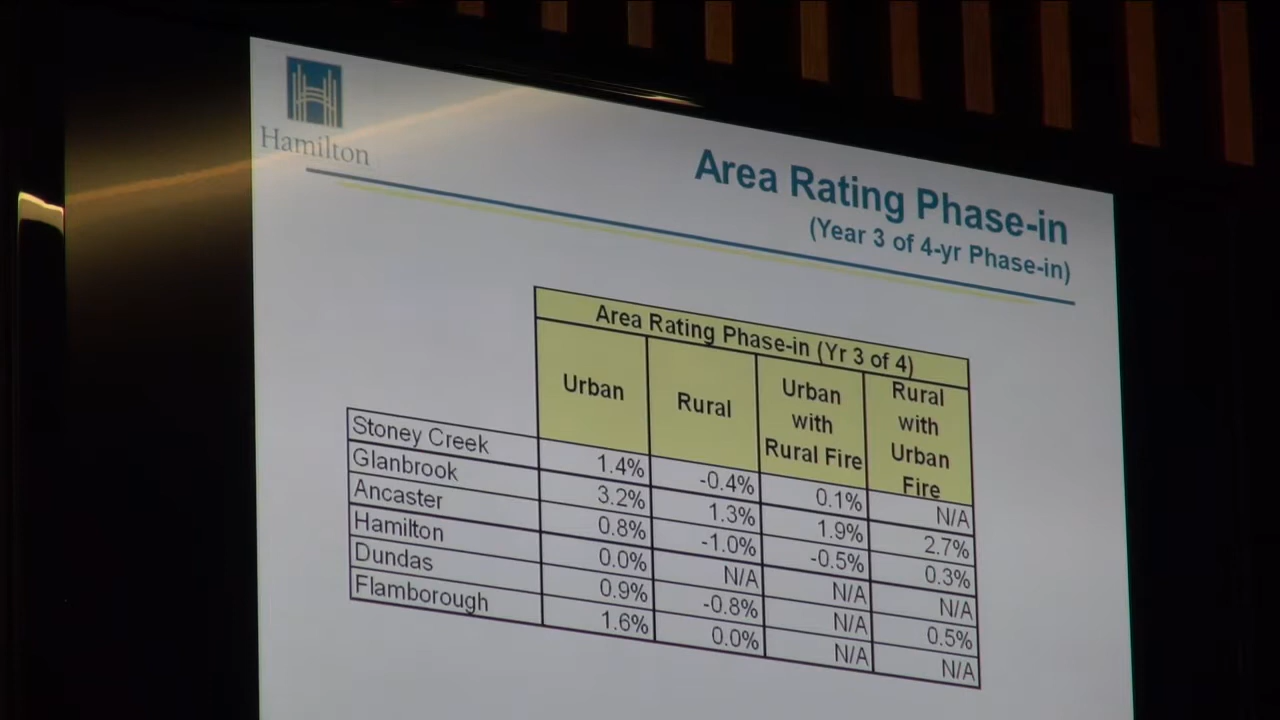 Hamilton
Area Rating Phase-in
(Year 3 of 4-yr Phase-in)
Area Rating Phase-in (Yr 3 of 4)
Urban Rural Urban with Rural Fire Rural with Urban Fire
Stoney Creek 1.4% -0.4% 0.1% N/A
Glanbrook 3.2% 1.3% 1.9% 2.7%
Ancaster 0.8% -1.0% -0.5% 0.3%
Hamilton 0.0% N/A N/A N/A
Dundas 0.9% -0.8% N/A 0.5%
Flamborough 1.6% 0.0% N/A N/A